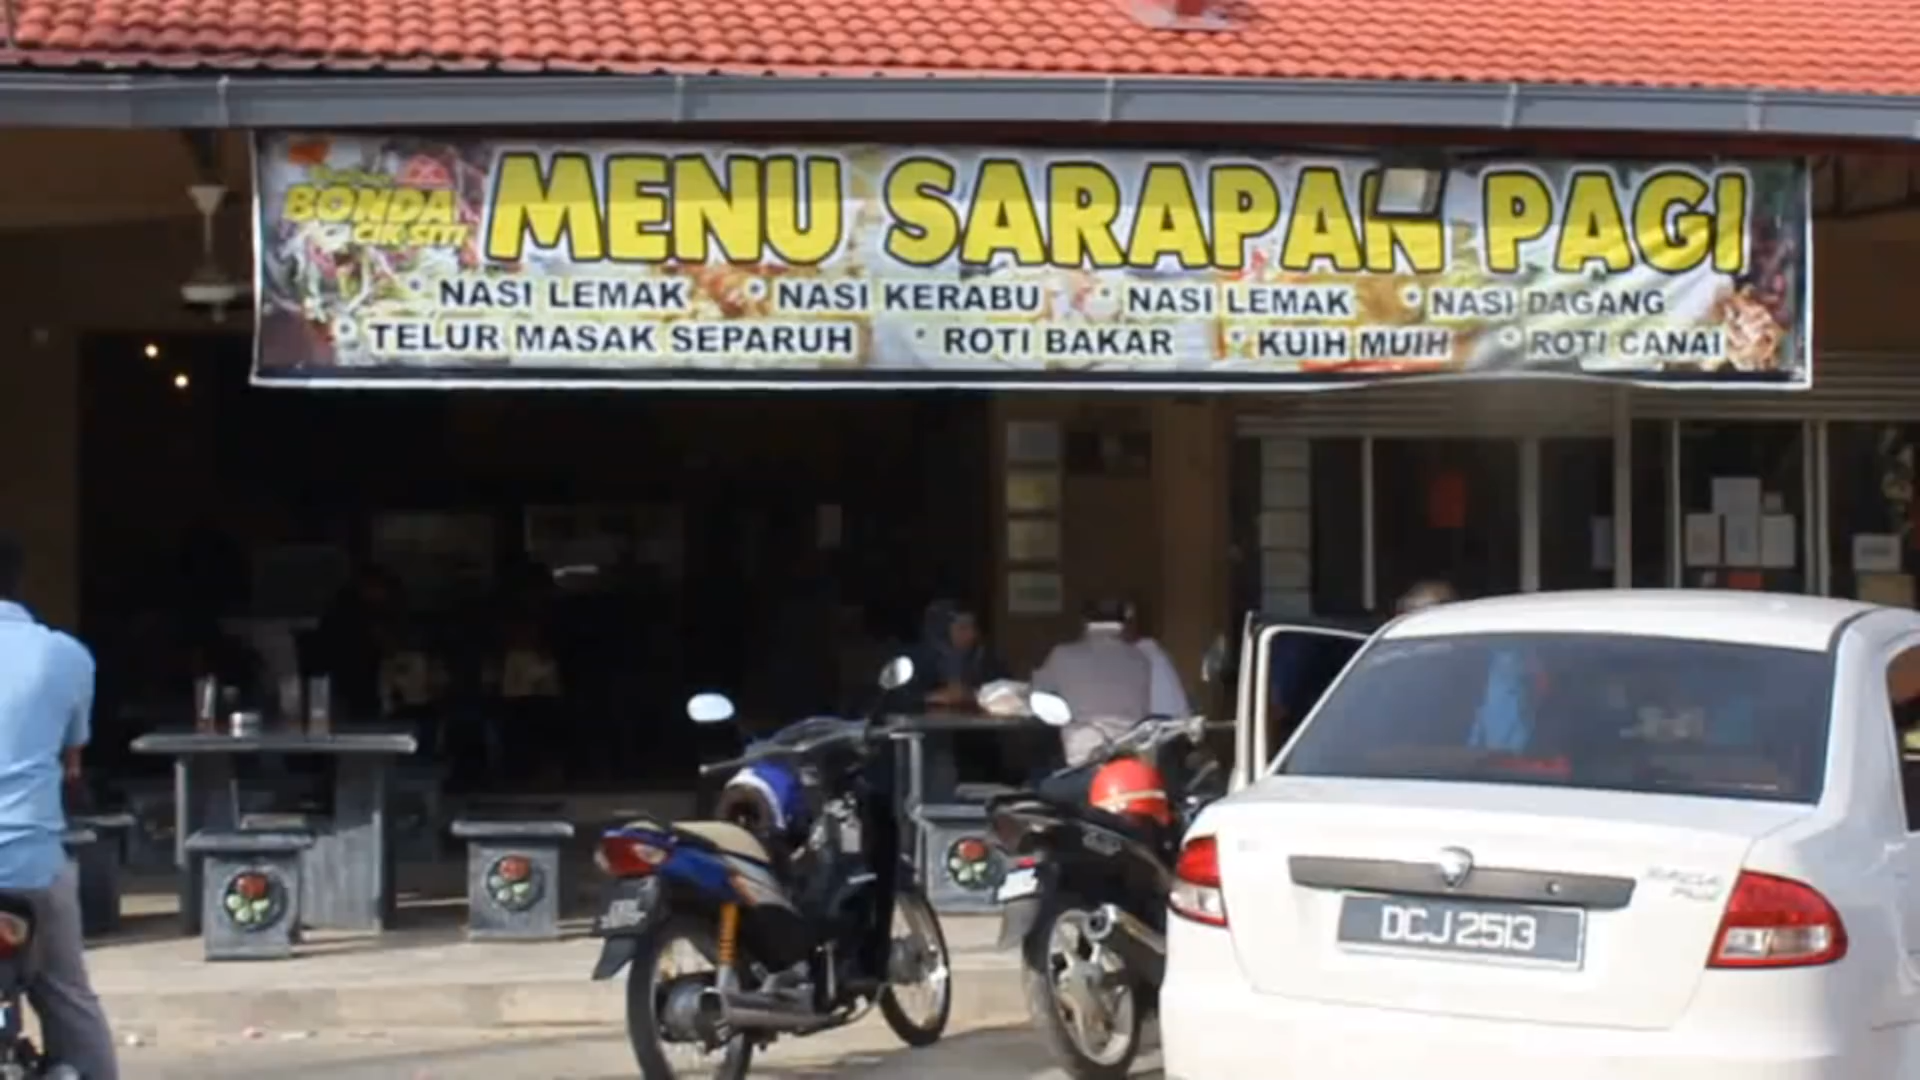 BONDA
CIK SITI
MENU SARAPAN PAGI
• NASI LEMAK • NASI KERABU • NASI LEMAK • NASI DAGANG
• TELUR MASAK SEPARUH • ROTI BAKAR • KUIH MUIH • ROTI CANAI
DCJ 2513